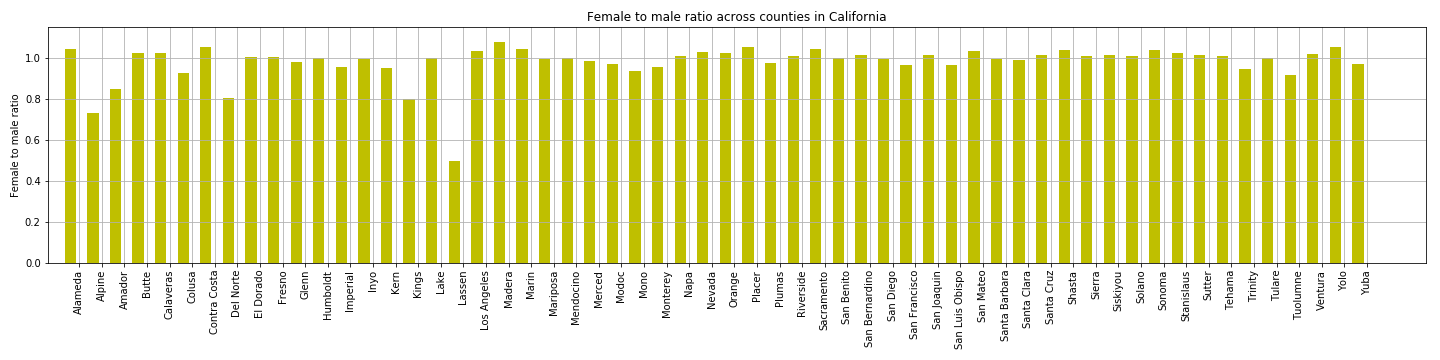 Female to male ratio across counties in California
Female to male ratio
1.0
0.8
0.6
0.4
0.2
0.0
Alameda
Alpine
Amador
Butte
Calaveras
Colusa
Contra Costa
Del Norte
El Dorado
Fresno
Glenn
Humboldt
Imperial
Inyo
Kern
Kings
Lake
Lassen
Los Angeles
Madera
Marin
Mariposa
Mendocino
Merced
Modoc
Mono
Monterey
Napa
Nevada
Orange
Placer
Plumas
Riverside
Sacramento
San Benito
San Bernardino
San Diego
San Francisco
San Joaquin
San Luis Obispo
San Mateo
Santa Barbara
Santa Clara
Santa Cruz
Shasta
Sierra
Siskiyou
Solano
Sonoma
Stanislaus
Sutter
Tehama
Trinity
Tulare
Tuolumne
Ventura
Yolo
Yuba